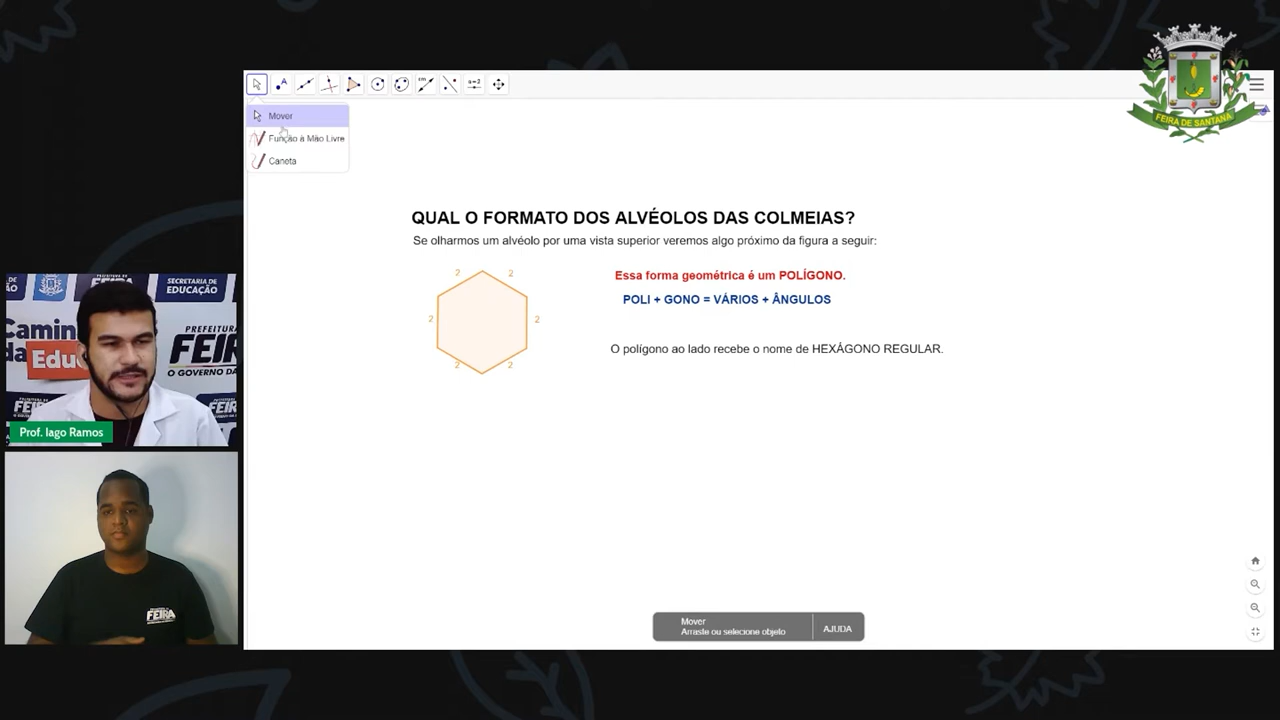 FEIRA DE SANTANA
a=2
Mover
Função à Mão Livre
Caneta
QUAL O FORMATO DOS ALVÉOLOS DAS COLMEIAS?
Se olharmos um alvéolo por uma vista superior veremos algo próximo da figura a seguir:
2 2
2 2
2 2
Essa forma geométrica é um POLÍGONO.
POLI + GONO = VÁRIOS + ÂNGULOS
O polígono ao lado recebe o nome de HEXÁGONO REGULAR.
SECRETARIA DE
EDUCAÇÃO
PREFEITURA
FEIRA
Prof. Iago Ramos
FEIRA
Mover
Arraste ou selecione objeto
AJUDA